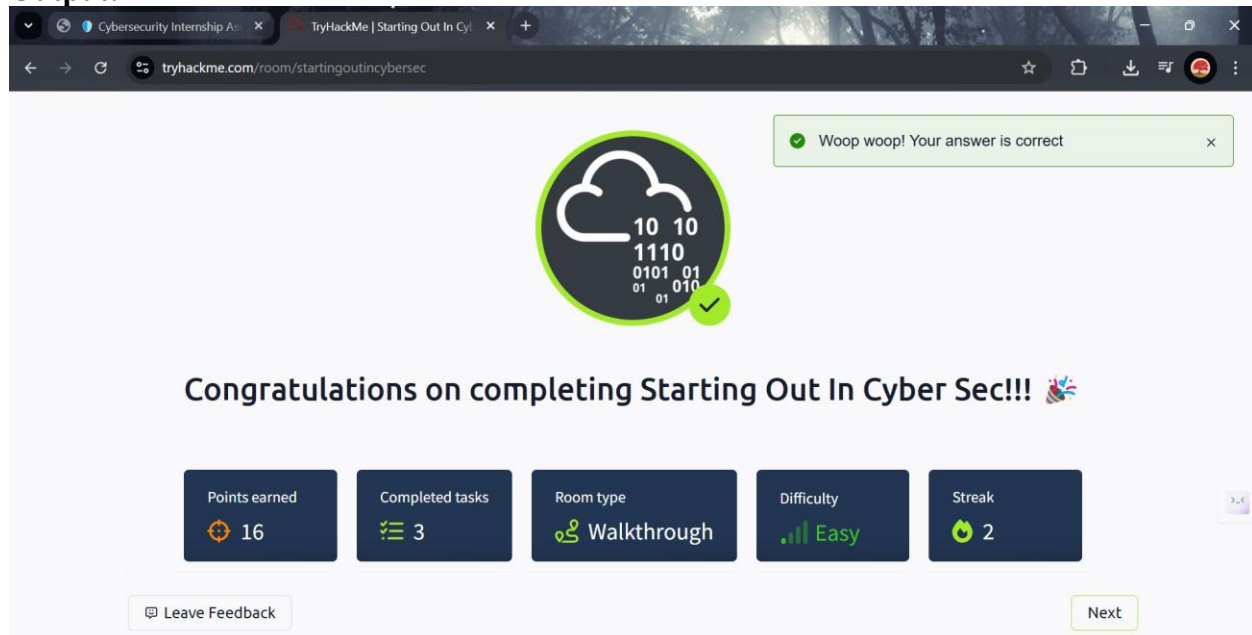 Cybersecurity Internship As
TryHackMe | Starting Out In Cyl
tryhackme.com/room/startingoutincybersec
Woop woop! Your answer is correct
10 10
1110
0101 01
01 010
01
Congratulations on completing Starting Out In Cyber Sec!!! 🎉
Points earned
16
Completed tasks
3
Room type
Walkthrough
Difficulty
Easy
Streak
2
Leave Feedback
Next